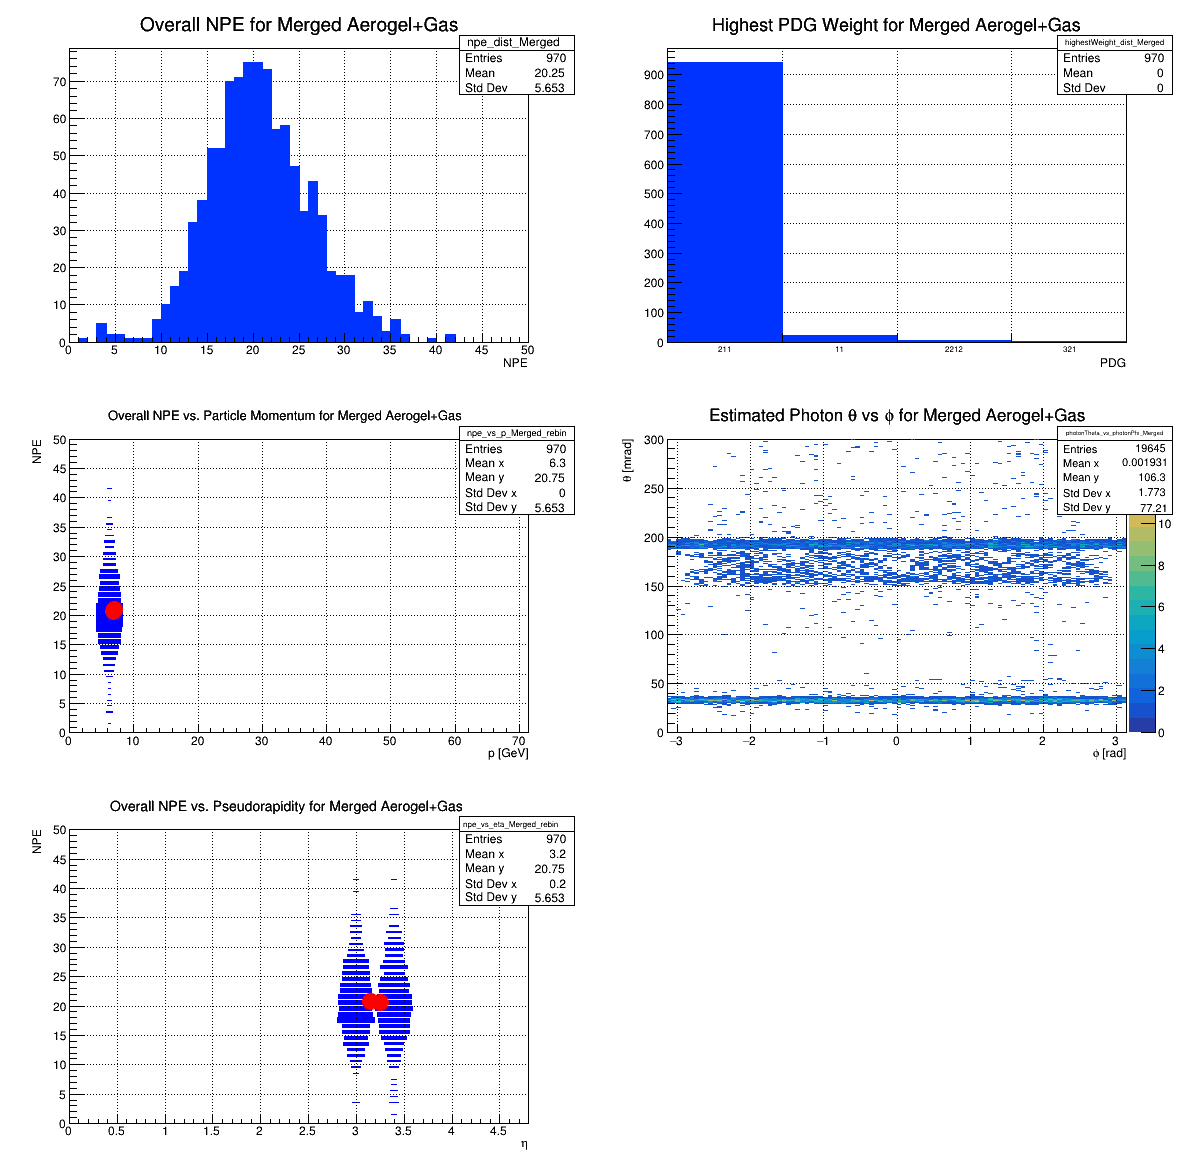 Overall NPE for Merged Aerogel+Gas
npe_dist_Merged
Entries 970
Mean 20.25
Std Dev 5.653
70
60
50
40
30
20
10
0
0 5 10 15 20 25 30 35 40 45 50
NPE
Highest PDG Weight for Merged Aerogel+Gas
highestWeight_dist_Merged
Entries 970
Mean 0
Std Dev 0
900
800
700
600
500
400
300
200
100
0
211 11 2212 321
PDG
Overall NPE vs. Particle Momentum for Merged Aerogel+Gas
npe_vs_p_Merged_rebin
Entries 970
Mean x 6.3
Mean y 20.75
Std Dev x 0
Std Dev y 5.653
NPE
50
45
40
35
30
25
20
15
10
5
0
0 10 20 30 40 50 60 70
p [GeV]
Estimated Photon θ vs ϕ for Merged Aerogel+Gas
photonTheta_vs_photonPhi_Merged
Entries 19645
Mean x 0.001931
Mean y 106.3
Std Dev x 1.773
Std Dev y 77.21
θ [mrad]
300
250
200
150
100
50
0
−3 −2 −1 0 1 2 3
ϕ [rad]
10
8
6
4
2
0
Overall NPE vs. Pseudorapidity for Merged Aerogel+Gas
npe_vs_eta_Merged_rebin
Entries 970
Mean x 3.2
Mean y 20.75
Std Dev x 0.2
Std Dev y 5.653
NPE
50
45
40
35
30
25
20
15
10
5
0
0 0.5 1 1.5 2 2.5 3 3.5 4 4.5
η